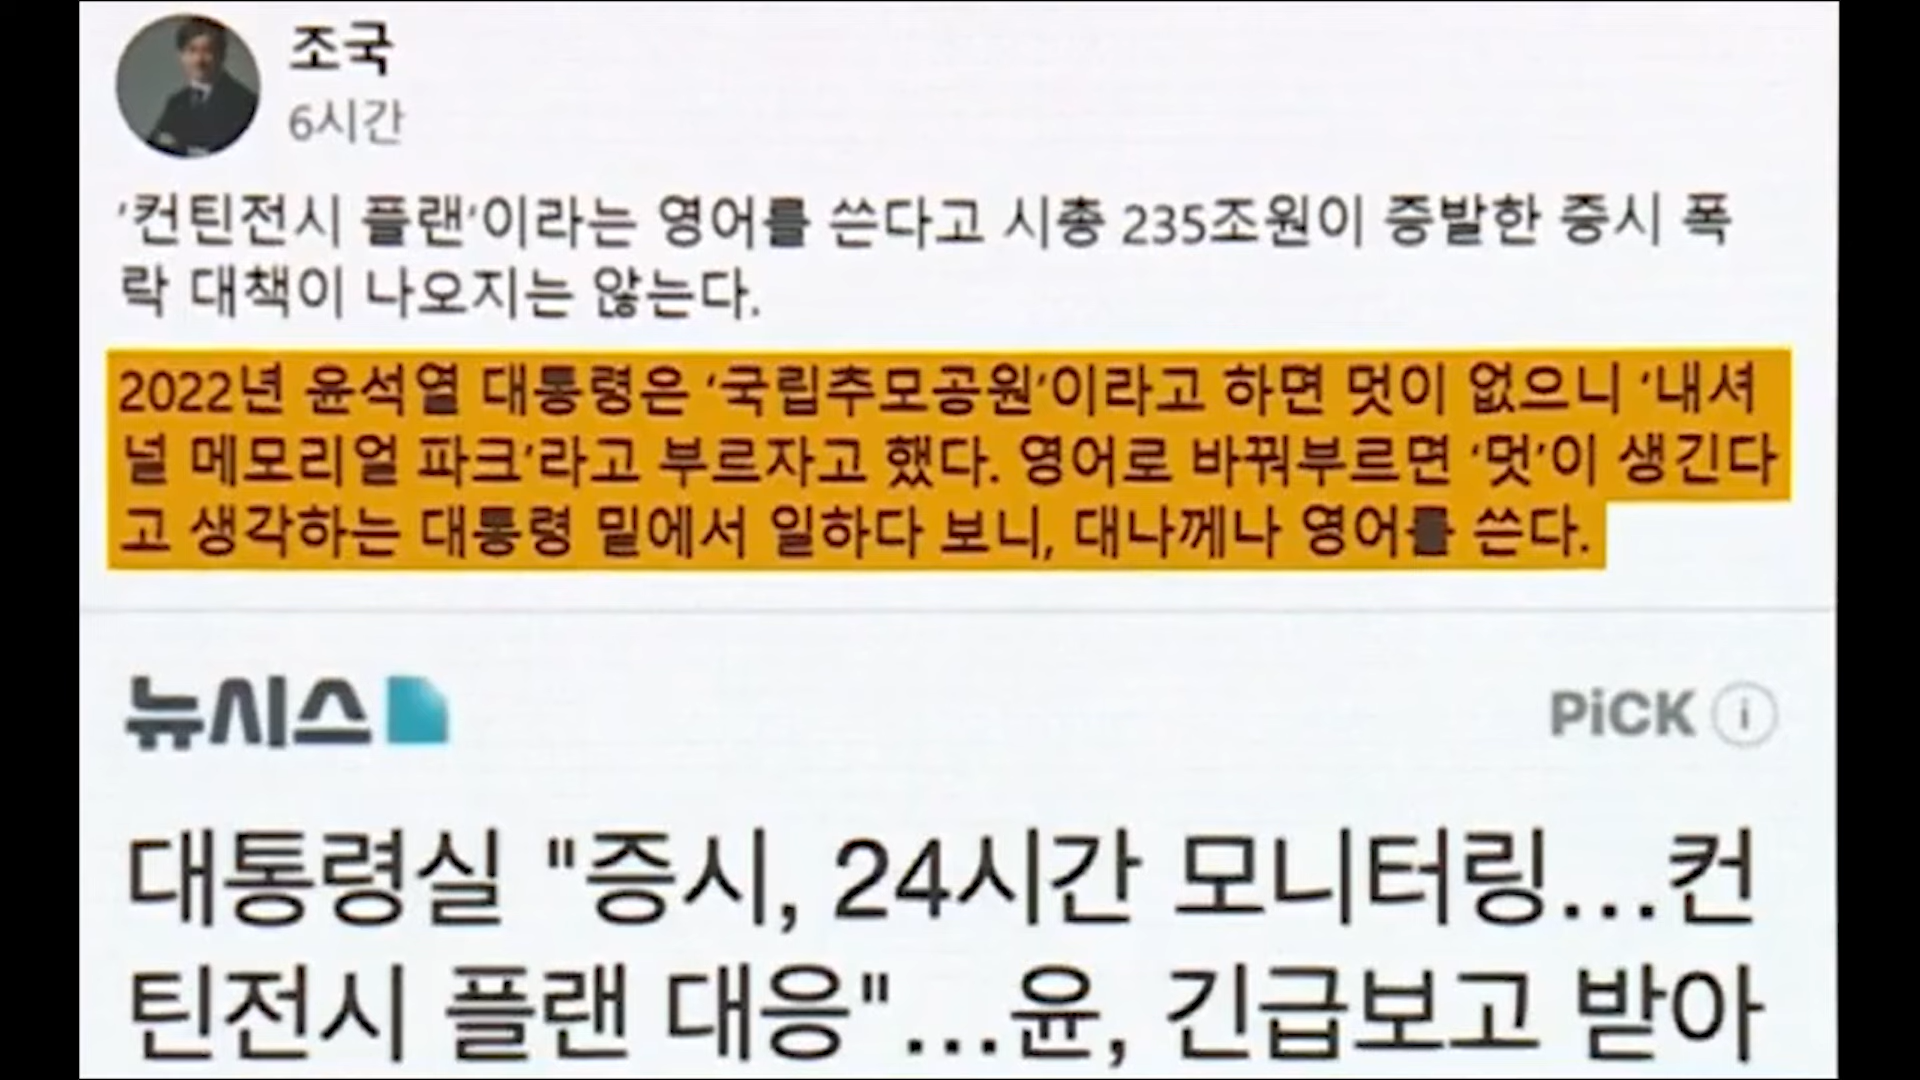 조국
6시간
'컨틴전시 플랜'이라는 영어를 쓴다고 시총 235조원이 증발한 증시 폭
락 대책이 나오지는 않는다.
2022년 윤석열 대통령은 '국립추모공원'이라고 하면 멋이 없으니 '내셔
널 메모리얼 파크'라고 부르자고 했다. 영어로 바꿔부르면 '멋'이 생긴다
고 생각하는 대통령 밑에서 일하다 보니, 대나께나 영어를 쓴다.
뉴시스
PiCK i
대통령실 "증시, 24시간 모니터링…컨
틴전시 플랜 대응"…윤, 긴급보고 받아